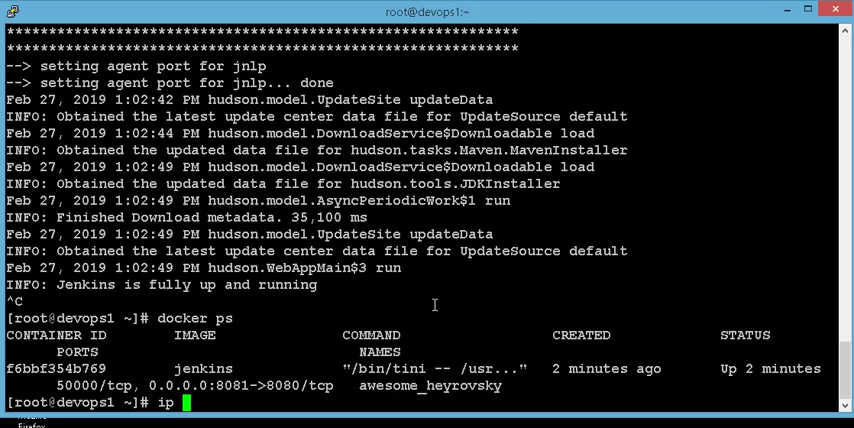 root@devops1:~
*************************************************************
*************************************************************
--> setting agent port for jnlp
--> setting agent port for jnlp... done
Feb 27, 2019 1:02:42 PM hudson.model.UpdateSite updateData
INFO: Obtained the latest update center data file for UpdateSource default
Feb 27, 2019 1:02:44 PM hudson.model.DownloadService$Downloadable load
INFO: Obtained the updated data file for hudson.tasks.Maven.MavenInstaller
Feb 27, 2019 1:02:49 PM hudson.model.DownloadService$Downloadable load
INFO: Obtained the updated data file for hudson.tools.JDKInstaller
Feb 27, 2019 1:02:49 PM hudson.model.AsyncPeriodicWork$1 run
INFO: Finished Download metadata. 35,100 ms
Feb 27, 2019 1:02:49 PM hudson.model.UpdateSite updateData
INFO: Obtained the latest update center data file for UpdateSource default
Feb 27, 2019 1:02:49 PM hudson.WebAppMain$3 run
INFO: Jenkins is fully up and running
^C
[root@devops1 ~]# docker ps
CONTAINER ID        IMAGE               COMMAND                  CREATED             STATUS
      PORTS                               NAMES
f6bbf354b769        jenkins             "/bin/tini -- /usr..."   2 minutes ago       Up 2 minutes
      50000/tcp, 0.0.0.0:8081->8080/tcp   awesome_heyrovsky
[root@devops1 ~]# ip
Firefox